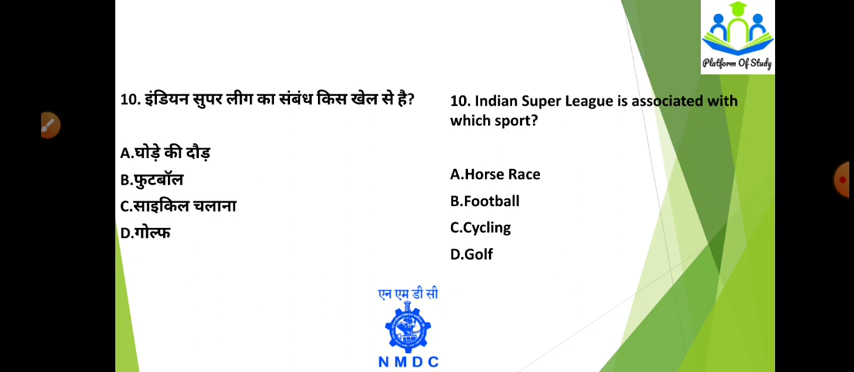 Platform Of Study
10. इंडियन सुपर लीग का संबंध किस खेल से है?
A.घोड़े की दौड़
B.फुटबॉल
C.साइकिल चलाना
D.गोल्फ
10. Indian Super League is associated with
which sport?
A.Horse Race
B.Football
C.Cycling
D.Golf
एन एम डी सी
NMDC